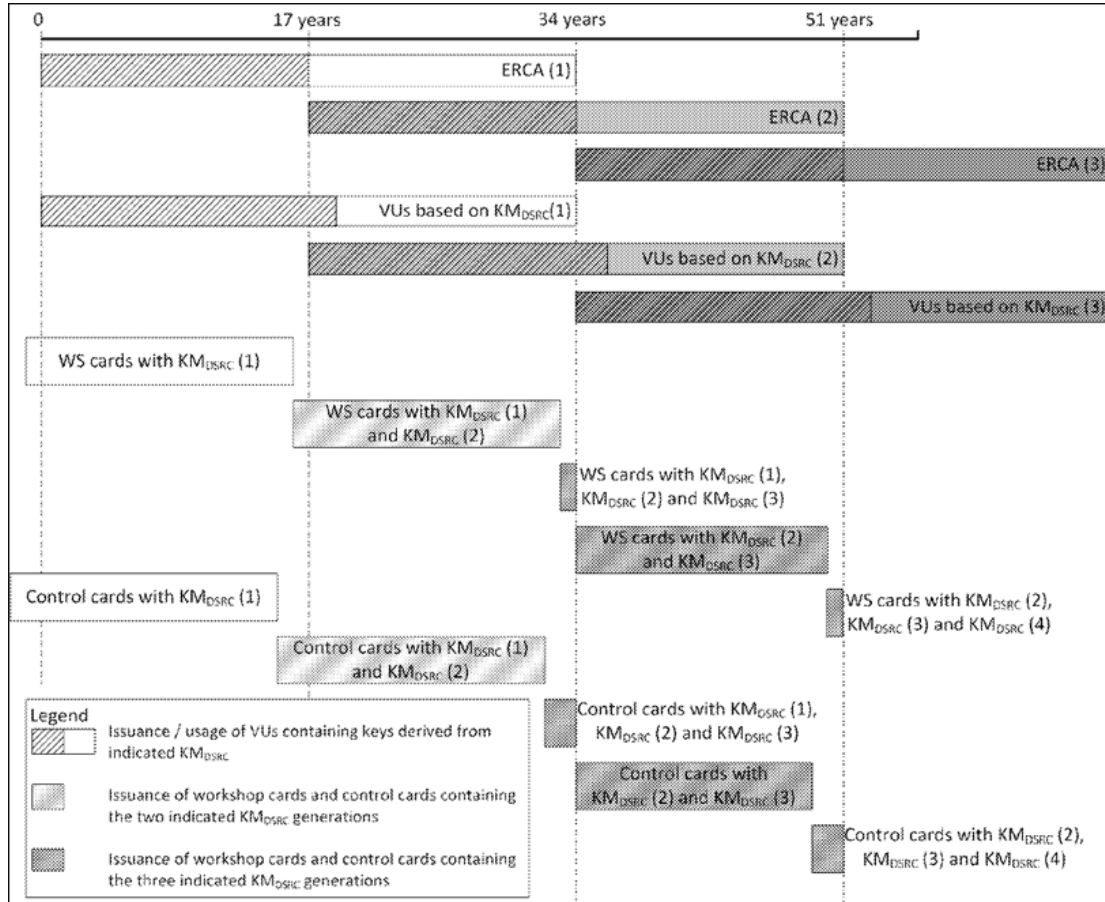 0 17 years 34 years 51 years
ERCA (1)
ERCA (2)
ERCA (3)
VUs based on KMDSRC(1)
VUs based on KMDSRC (2)
VUs based on KMDSRC (3)
WS cards with KMDSRC (1)
WS cards with KMDSRC (1)
and KMDSRC (2)
WS cards with KMDSRC (1),
KMDSRC (2) and KMDSRC (3)
WS cards with KMDSRC (2)
and KMDSRC (3)
Control cards with KMDSRC (1)
WS cards with KMDSRC (2),
KMDSRC (3) and KMDSRC (4)
Control cards with KMDSRC (1)
and KMDSRC (2)
Control cards with KMDSRC (1),
KMDSRC (2) and KMDSRC (3)
Control cards with
KMDSRC (2) and KMDSRC (3)
Control cards with KMDSRC (2),
KMDSRC (3) and KMDSRC (4)
Legend
Issuance / usage of VUs containing keys derived from
indicated KMDSRC
Issuance of workshop cards and control cards containing
the two indicated KMDSRC generations
Issuance of workshop cards and control cards containing
the three indicated KMDSRC generations